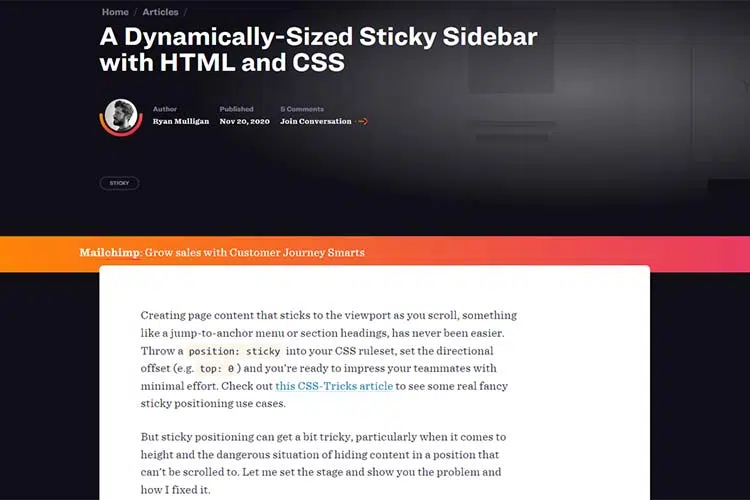 Home / Articles /
A Dynamically-Sized Sticky Sidebar
with HTML and CSS
Author
Ryan Mulligan
Published
Nov 20, 2020
5 Comments
Join Conversation →
STICKY
Mailchimp: Grow sales with Customer Journey Smarts
Creating page content that sticks to the viewport as you scroll, something
like a jump-to-anchor menu or section headings, has never been easier.
Throw a position: sticky into your CSS ruleset, set the directional
offset (e.g. top: 0) and you’re ready to impress your teammates with
minimal effort. Check out this CSS-Tricks article to see some real fancy
sticky positioning use cases.
But sticky positioning can get a bit tricky, particularly when it comes to
height and the dangerous situation of hiding content in a position that
can’t be scrolled to. Let me set the stage and show you the problem and
how I fixed it.